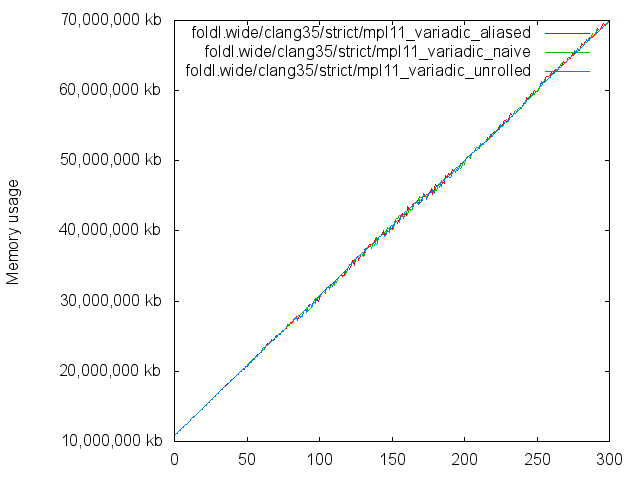 70,000,000 kb
foldl.wide/clang35/strict/mpl11_variadic_aliased
foldl.wide/clang35/strict/mpl11_variadic_naive
foldl.wide/clang35/strict/mpl11_variadic_unrolled
60,000,000 kb
50,000,000 kb
Memory usage
40,000,000 kb
30,000,000 kb
20,000,000 kb
10,000,000 kb
0 50 100 150 200 250 300